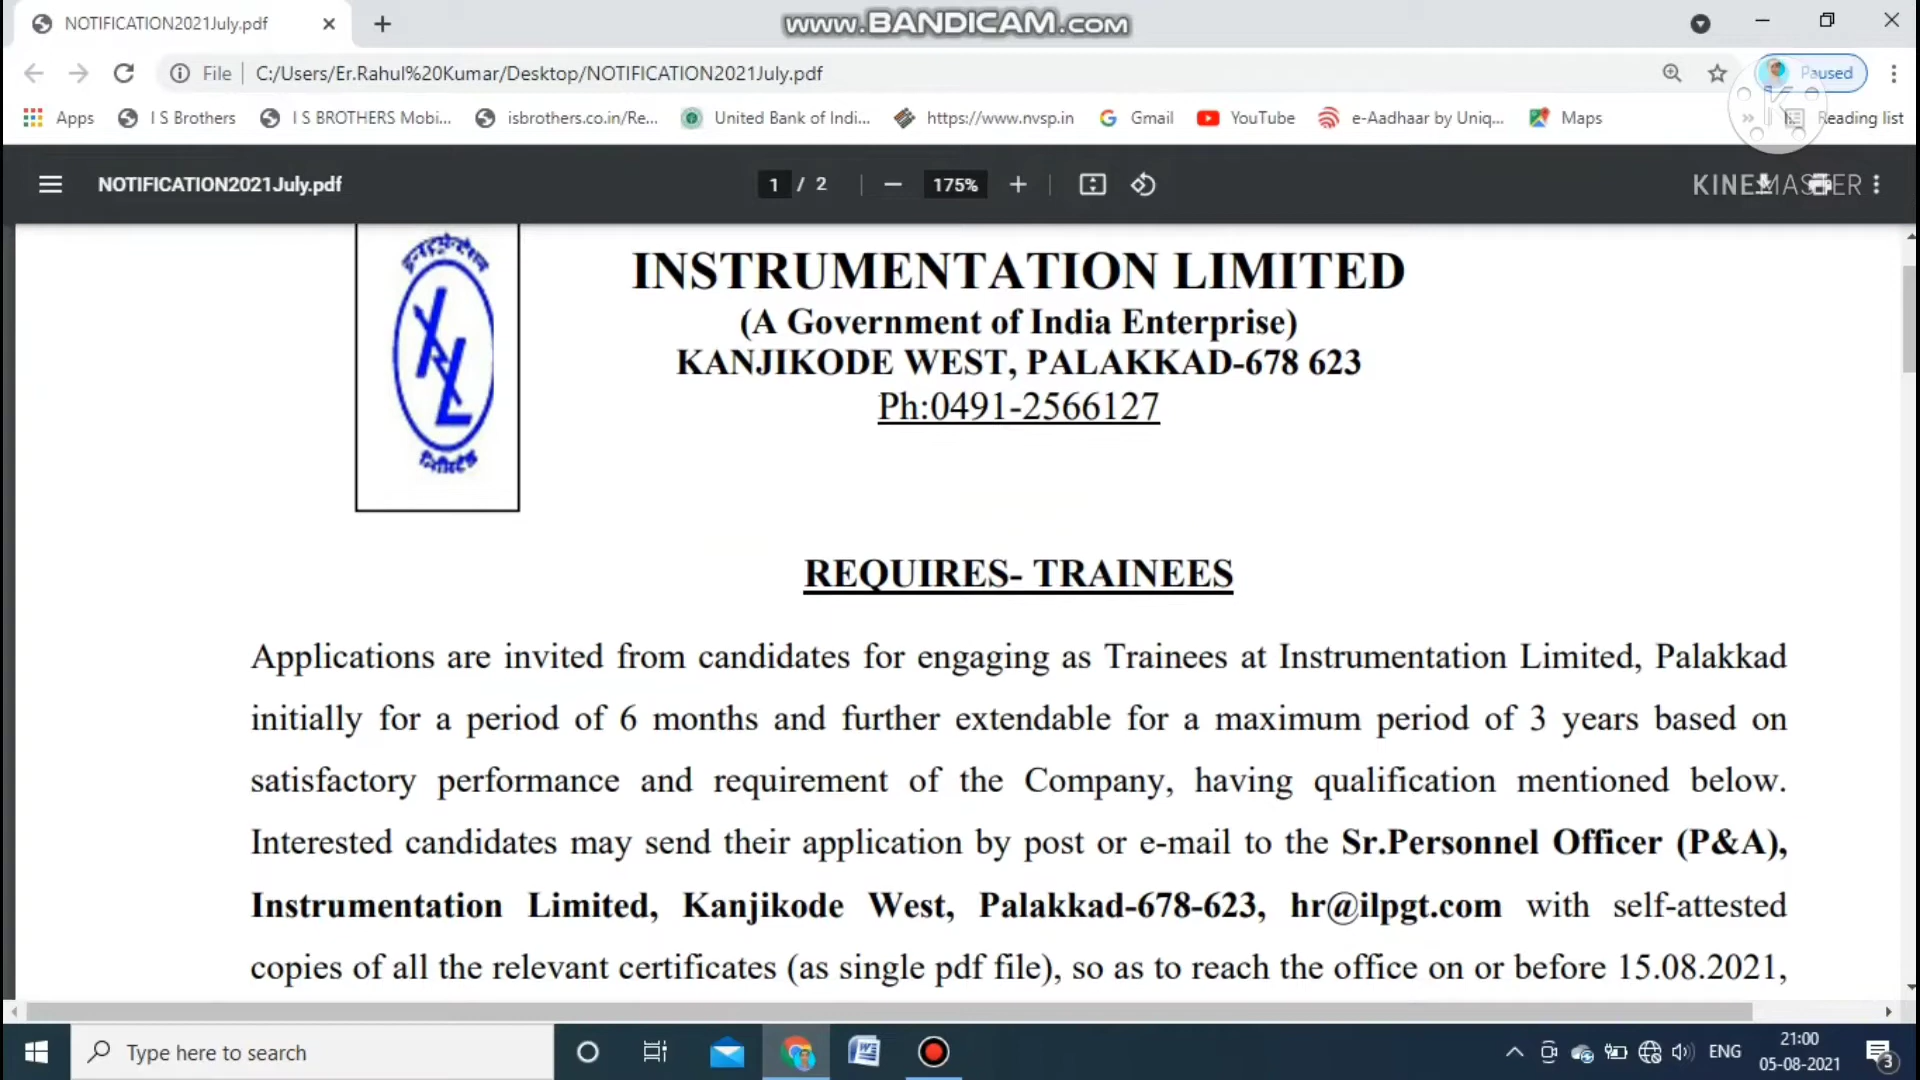 NOTIFICATION2021July.pdf
www.BANDICAM.com
File
C:/Users/Er.Rahul%20Kumar/Desktop/NOTIFICATION2021July.pdf
Paused
Apps
I S Brothers
I S BROTHERS Mobi...
isbrothers.co.in/Re...
United Bank of Indi...
https://www.nvsp.in
Gmail
YouTube
e-Aadhaar by Uniq...
Maps
»
Reading list
NOTIFICATION2021July.pdf
1 / 2
175%
KINEMASTER
इन्स्ट्रूमेन्टेशन
लिमिटेड
INSTRUMENTATION LIMITED
(A Government of India Enterprise)
KANJIKODE WEST, PALAKKAD-678 623
Ph:0491-2566127
REQUIRES- TRAINEES
Applications are invited from candidates for engaging as Trainees at Instrumentation Limited, Palakkad
initially for a period of 6 months and further extendable for a maximum period of 3 years based on
satisfactory performance and requirement of the Company, having qualification mentioned below.
Interested candidates may send their application by post or e-mail to the Sr.Personnel Officer (P&A),
Instrumentation Limited, Kanjikode West, Palakkad-678-623, hr@ilpgt.com with self-attested
copies of all the relevant certificates (as single pdf file), so as to reach the office on or before 15.08.2021,
Type here to search
ENG
21:00
05-08-2021
3